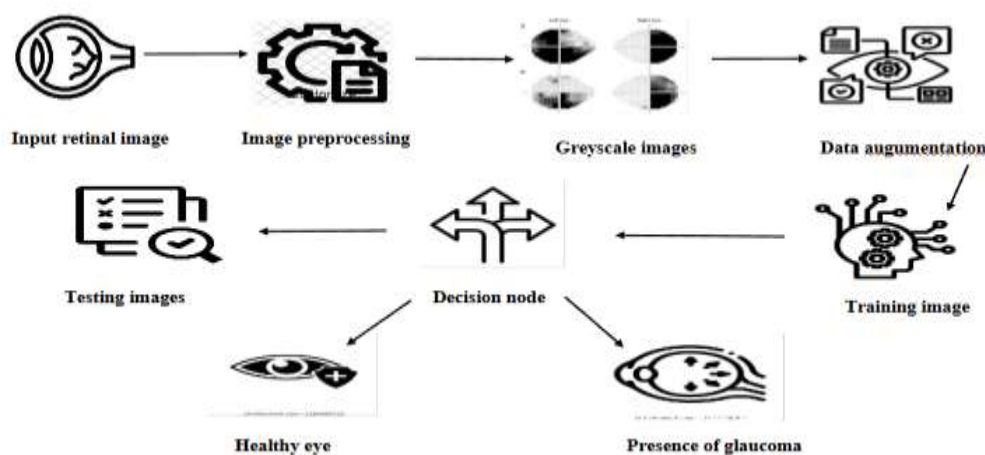 Input retinal image
Image preprocessing
Greyscale images
Data augumentation
Testing images
Decision node
Training image
Healthy eye
Presence of glaucoma